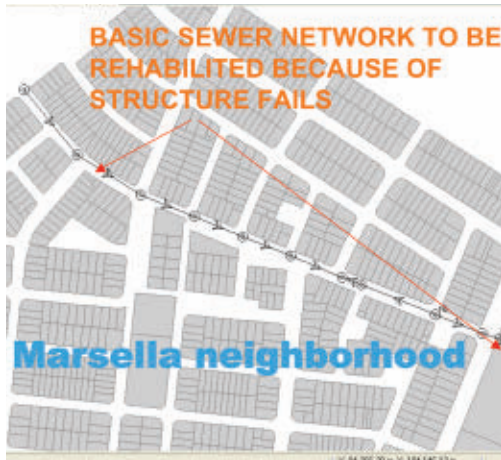 BASIC SEWER NETWORK TO BE
REHABILITED BECAUSE OF
STRUCTURE FAILS
Marsella neighborhood